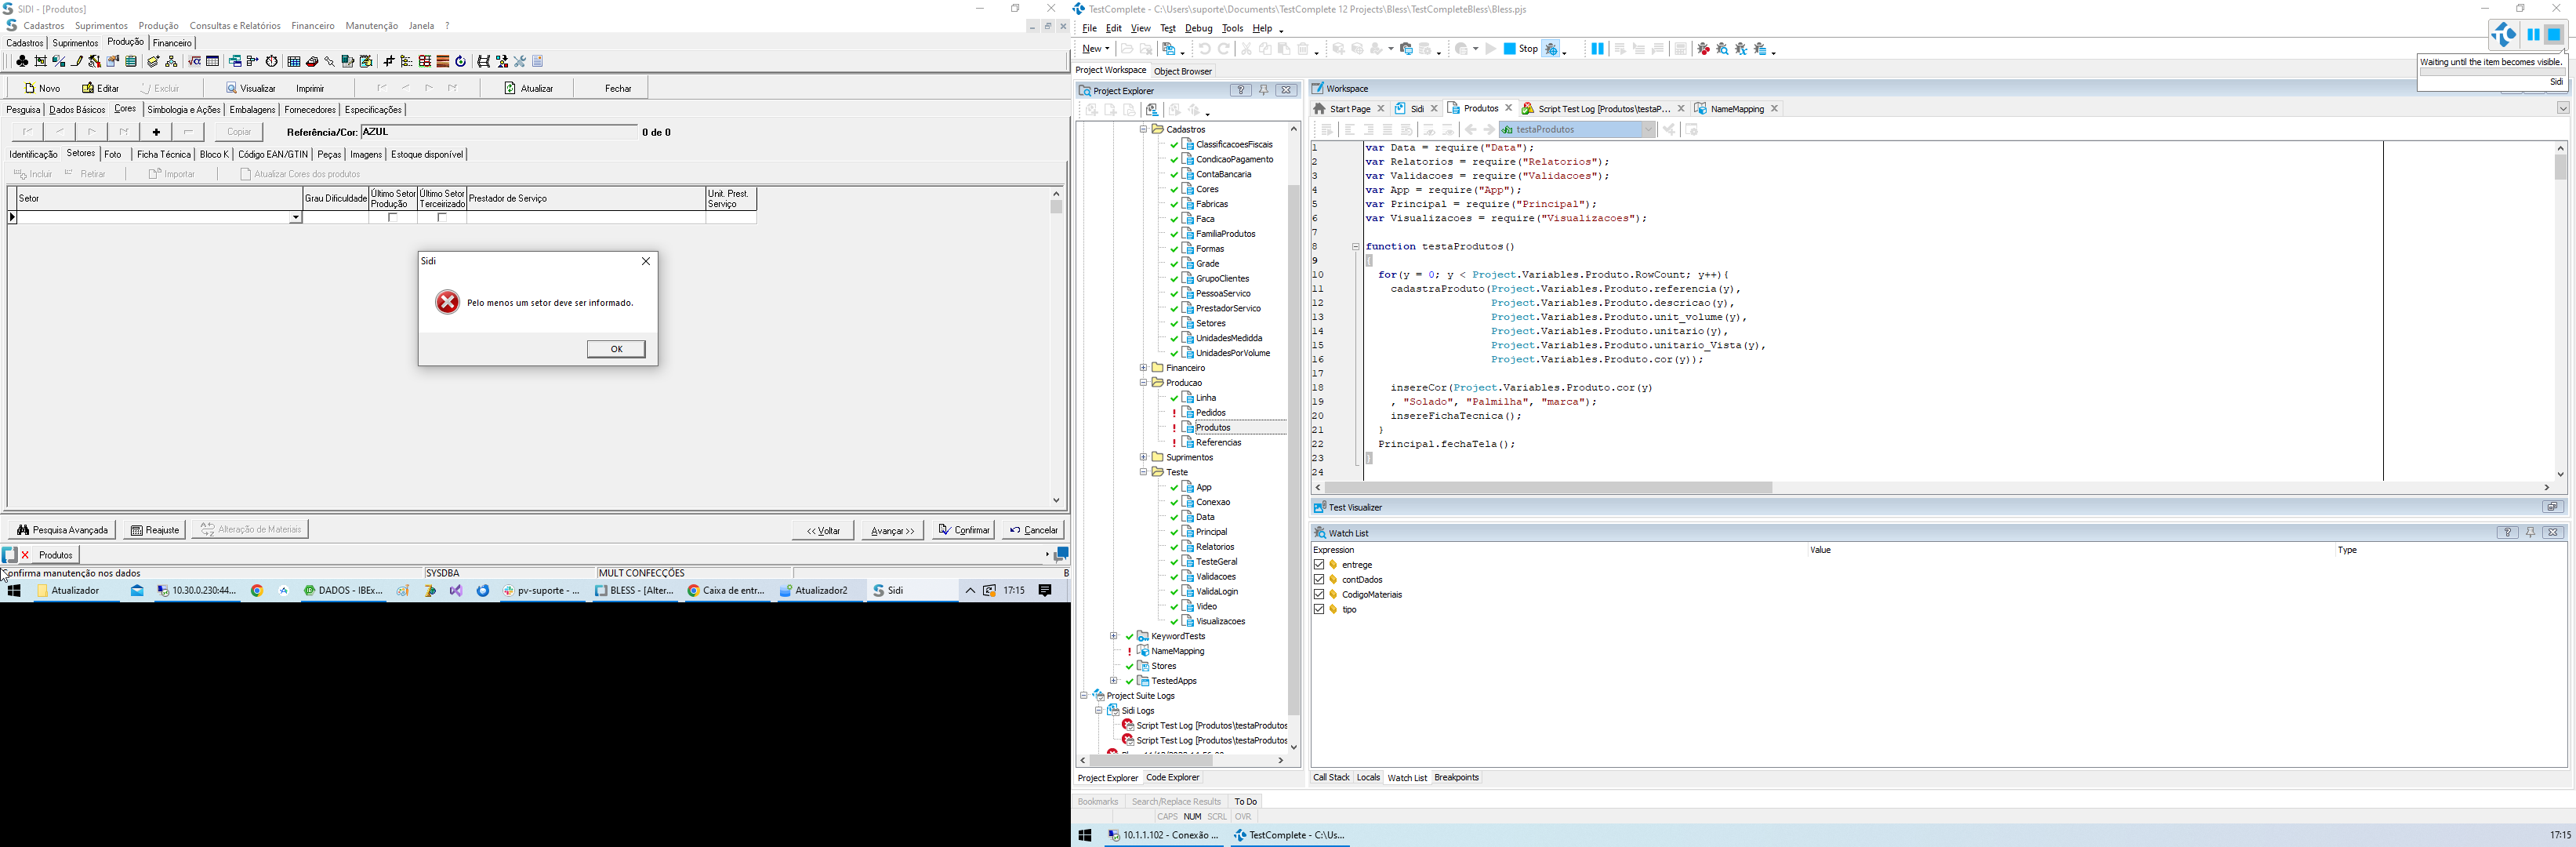 SIDI - [Produtos]
Cadastros Suprimentos Produção Consultas e Relatórios Financeiro Manutenção Janela ?
Cadastros Suprimentos Produção Financeiro
Novo Editar Excluir Visualizar Imprimir Atualizar Fechar
Pesquisa Dados Básicos Cores Simbologia e Ações Embalagens Fornecedores Especificações
Copiar Referência/Cor: AZUL 0 de 0
Identificação Setores Foto Ficha Técnica Bloco K Código EAN/GTIN Peças Imagens Estoque disponível
Incluir Retirar Importar Atualizar Cores dos produtos
Setor Grau Dificuldade Último Setor Produção Último Setor Terceirizado Prestador de Serviço Unit. Prest. Serviço
Sidi
Pelo menos um setor deve ser informado.
OK
Pesquisa Avançada Reajuste Alteração de Materiais << Voltar Avançar >> Confirmar Cancelar
Produtos
Confirma manutenção nos dados SYSDBA MULT CONFECÇÕES B
Atualizador 10.30.0.230:44... DADOS - IBEx... pv-suporte - ... BLESS - [Alter... Caixa de entr... Atualizador2 Sidi 17:15
TestComplete - C:\Users\suporte\Documents\TestComplete 12 Projects\Bless\TestCompleteBless\Bless.pjs
File Edit View Test Debug Tools Help
New Stop
Waiting until the item becomes visible.
Sidi
Project Workspace Object Browser
Project Explorer
Cadastros
ClassificacoesFiscais
CondicaoPagamento
ContaBancaria
Cores
Fabricas
Faca
FamiliaProdutos
Formas
Grade
GrupoClientes
PessoaServico
PrestadorServico
Setores
UnidadesMedidda
UnidadesPorVolume
Financeiro
Producao
Linha
Pedidos
Produtos
Referencias
Suprimentos
Teste
App
Conexao
Data
Principal
Relatorios
TesteGeral
Validacoes
ValidaLogin
Video
Visualizacoes
KeywordTests
NameMapping
Stores
TestedApps
Project Suite Logs
Sidi Logs
Script Test Log [Produtos\testaProdutos
Script Test Log [Produtos\testaProdutos
Project Explorer Code Explorer
Workspace
Start Page Sidi Produtos Script Test Log [Produtos\testaP... NameMapping
testaProdutos
1 var Data = require("Data");
2 var Relatorios = require("Relatorios");
3 var Validacoes = require("Validacoes");
4 var App = require("App");
5 var Principal = require("Principal");
6 var Visualizacoes = require("Visualizacoes");
7
8 function testaProdutos()
9 {
10 for(y = 0; y < Project.Variables.Produto.RowCount; y++){
11 cadastraProduto(Project.Variables.Produto.referencia(y),
12 Project.Variables.Produto.descricao(y),
13 Project.Variables.Produto.unit_volume(y),
14 Project.Variables.Produto.unitario(y),
15 Project.Variables.Produto.unitario_Vista(y),
16 Project.Variables.Produto.cor(y));
17
18 insereCor(Project.Variables.Produto.cor(y)
19 , "Solado", "Palmilha", "marca");
20 insereFichaTecnica();
21 }
22 Principal.fechaTela();
23 }
24
Test Visualizer
Watch List
Expression Value Type
entrege
contDados
CodigoMateriais
tipo
Call Stack Locals Watch List Breakpoints
Bookmarks Search/Replace Results To Do
CAPS NUM SCRL OVR
10.1.1.102 - Conexão ... TestComplete - C:\Us... 17:15